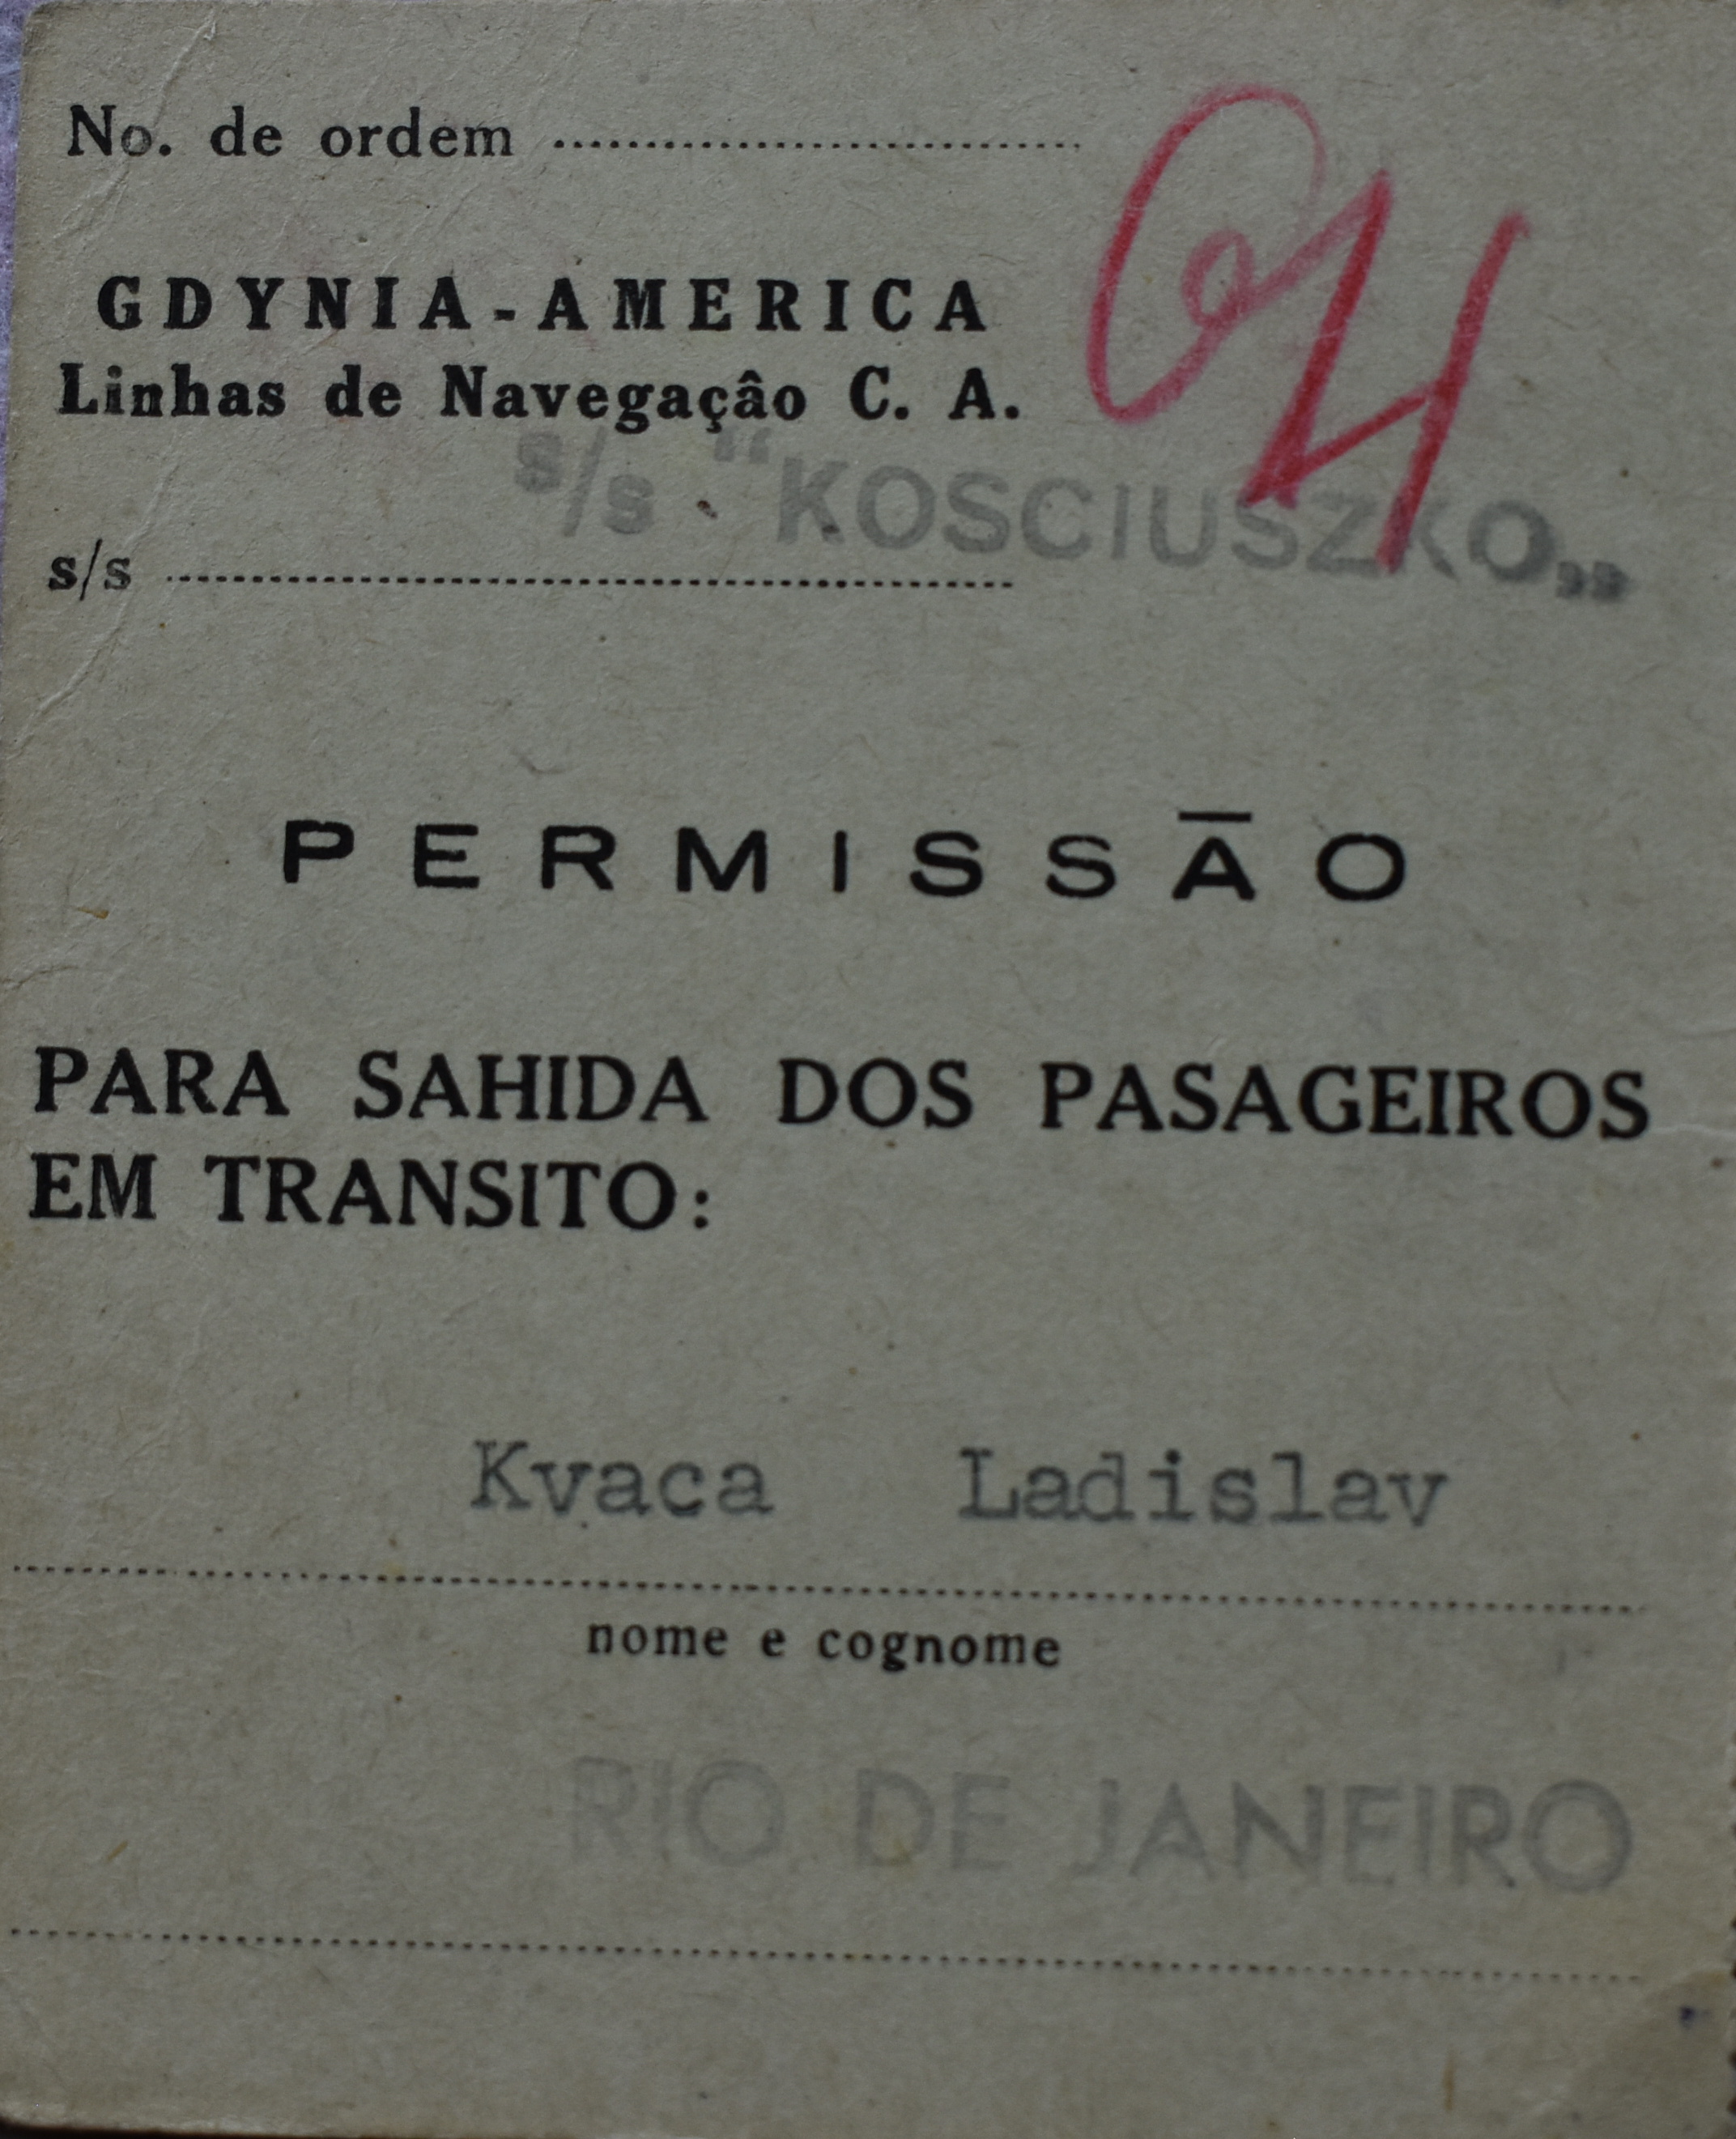 No. de ordem
GDYNIA-AMERICA
Linhas de Navegaçâo C. A.
s/s "KOSCIUSZKO„
s/s
PERMISSĀO
PARA SAHIDA DOS PASAGEIROS
EM TRANSITO:
Kvaca Ladislav
nome e cognome
RIO DE JANEIRO